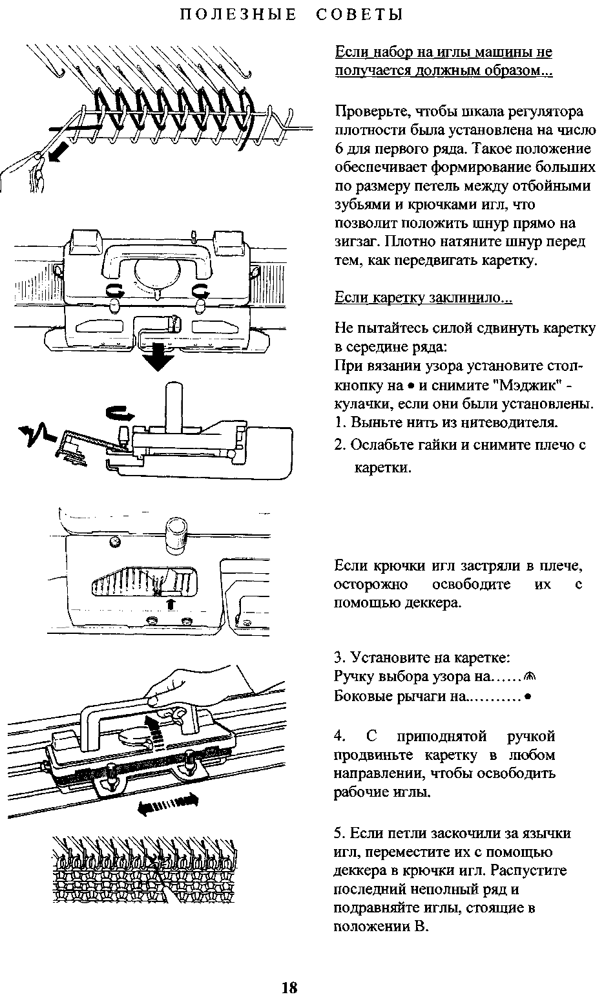 ПОЛЕЗНЫЕ СОВЕТЫ
Если набор на иглы машины не
получается должным образом...
Проверьте, чтобы шкала регулятора
плотности была установлена на число
6 для первого ряда. Такое положение
обеспечивает формирование больших
по размеру петель между отбойными
зубьями и крючками игл, что
позволит положить шнур прямо на
зигзаг. Плотно натяните шнур перед
тем, как передвигать каретку.
Если каретку заклинило...
Не пытайтесь силой сдвинуть каретку
в середине ряда:
При вязании узора установите стоп-
кнопку на • и снимите "Мэджик" -
кулачки, если они были установлены.
1. Выньте нить из нитеводителя.
2. Ослабьте гайки и снимите плечо с
каретки.
Если крючки игл застряли в плече,
осторожно освободите их с
помощью деккера.
3. Установите на каретке:
Ручку выбора узора на......
Боковые рычаги на...........•
4. С приподнятой ручкой
продвиньте каретку в любом
направлении, чтобы освободить
рабочие иглы.
5. Если петли заскочили за язычки
игл, переместите их с помощью
деккера в крючки игл. Распустите
последний неполный ряд и
подравняйте иглы, стоящие в
положении В.
18